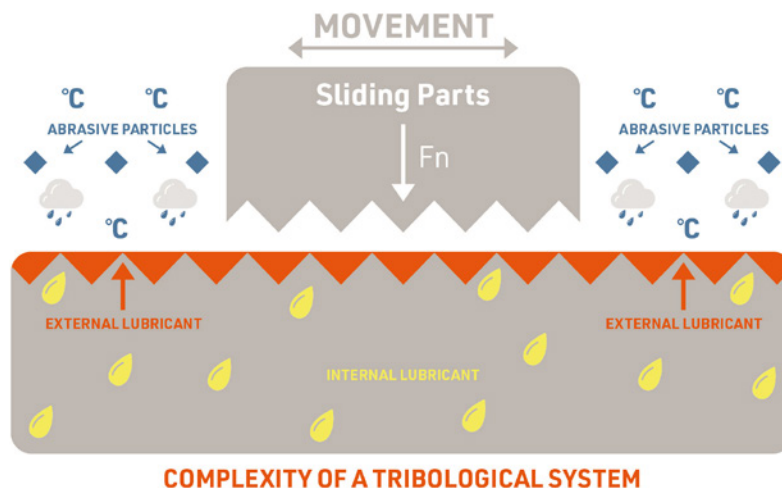 MOVEMENT
Sliding Parts
Fn
°C °C
ABRASIVE PARTICLES
°C
°C °C
ABRASIVE PARTICLES
°C
EXTERNAL LUBRICANT
EXTERNAL LUBRICANT
INTERNAL LUBRICANT
COMPLEXITY OF A TRIBOLOGICAL SYSTEM